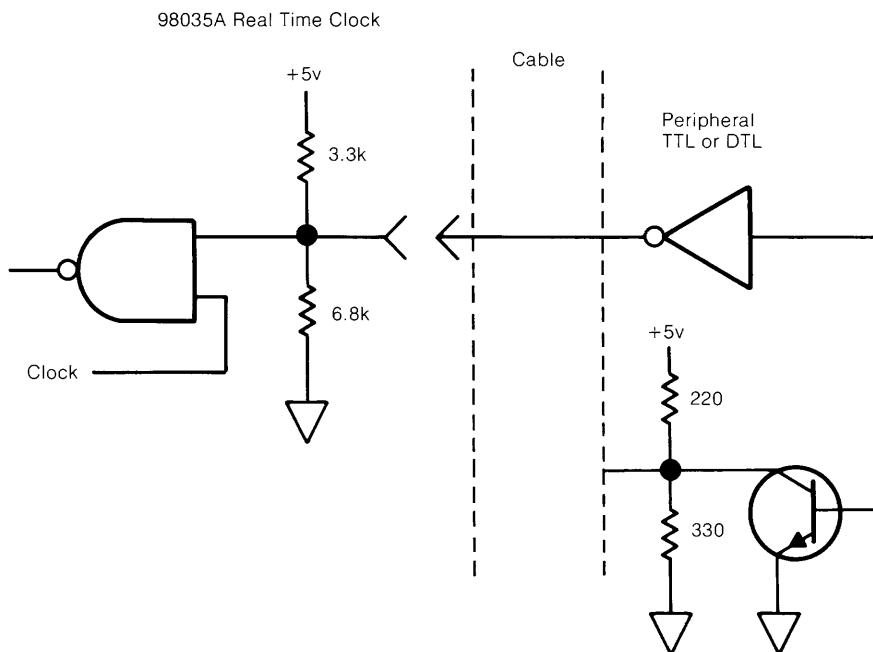 98035A Real Time Clock
Cable
+5v
Peripheral
TTL or DTL
3.3k
6.8k
+5v
Clock
220
330